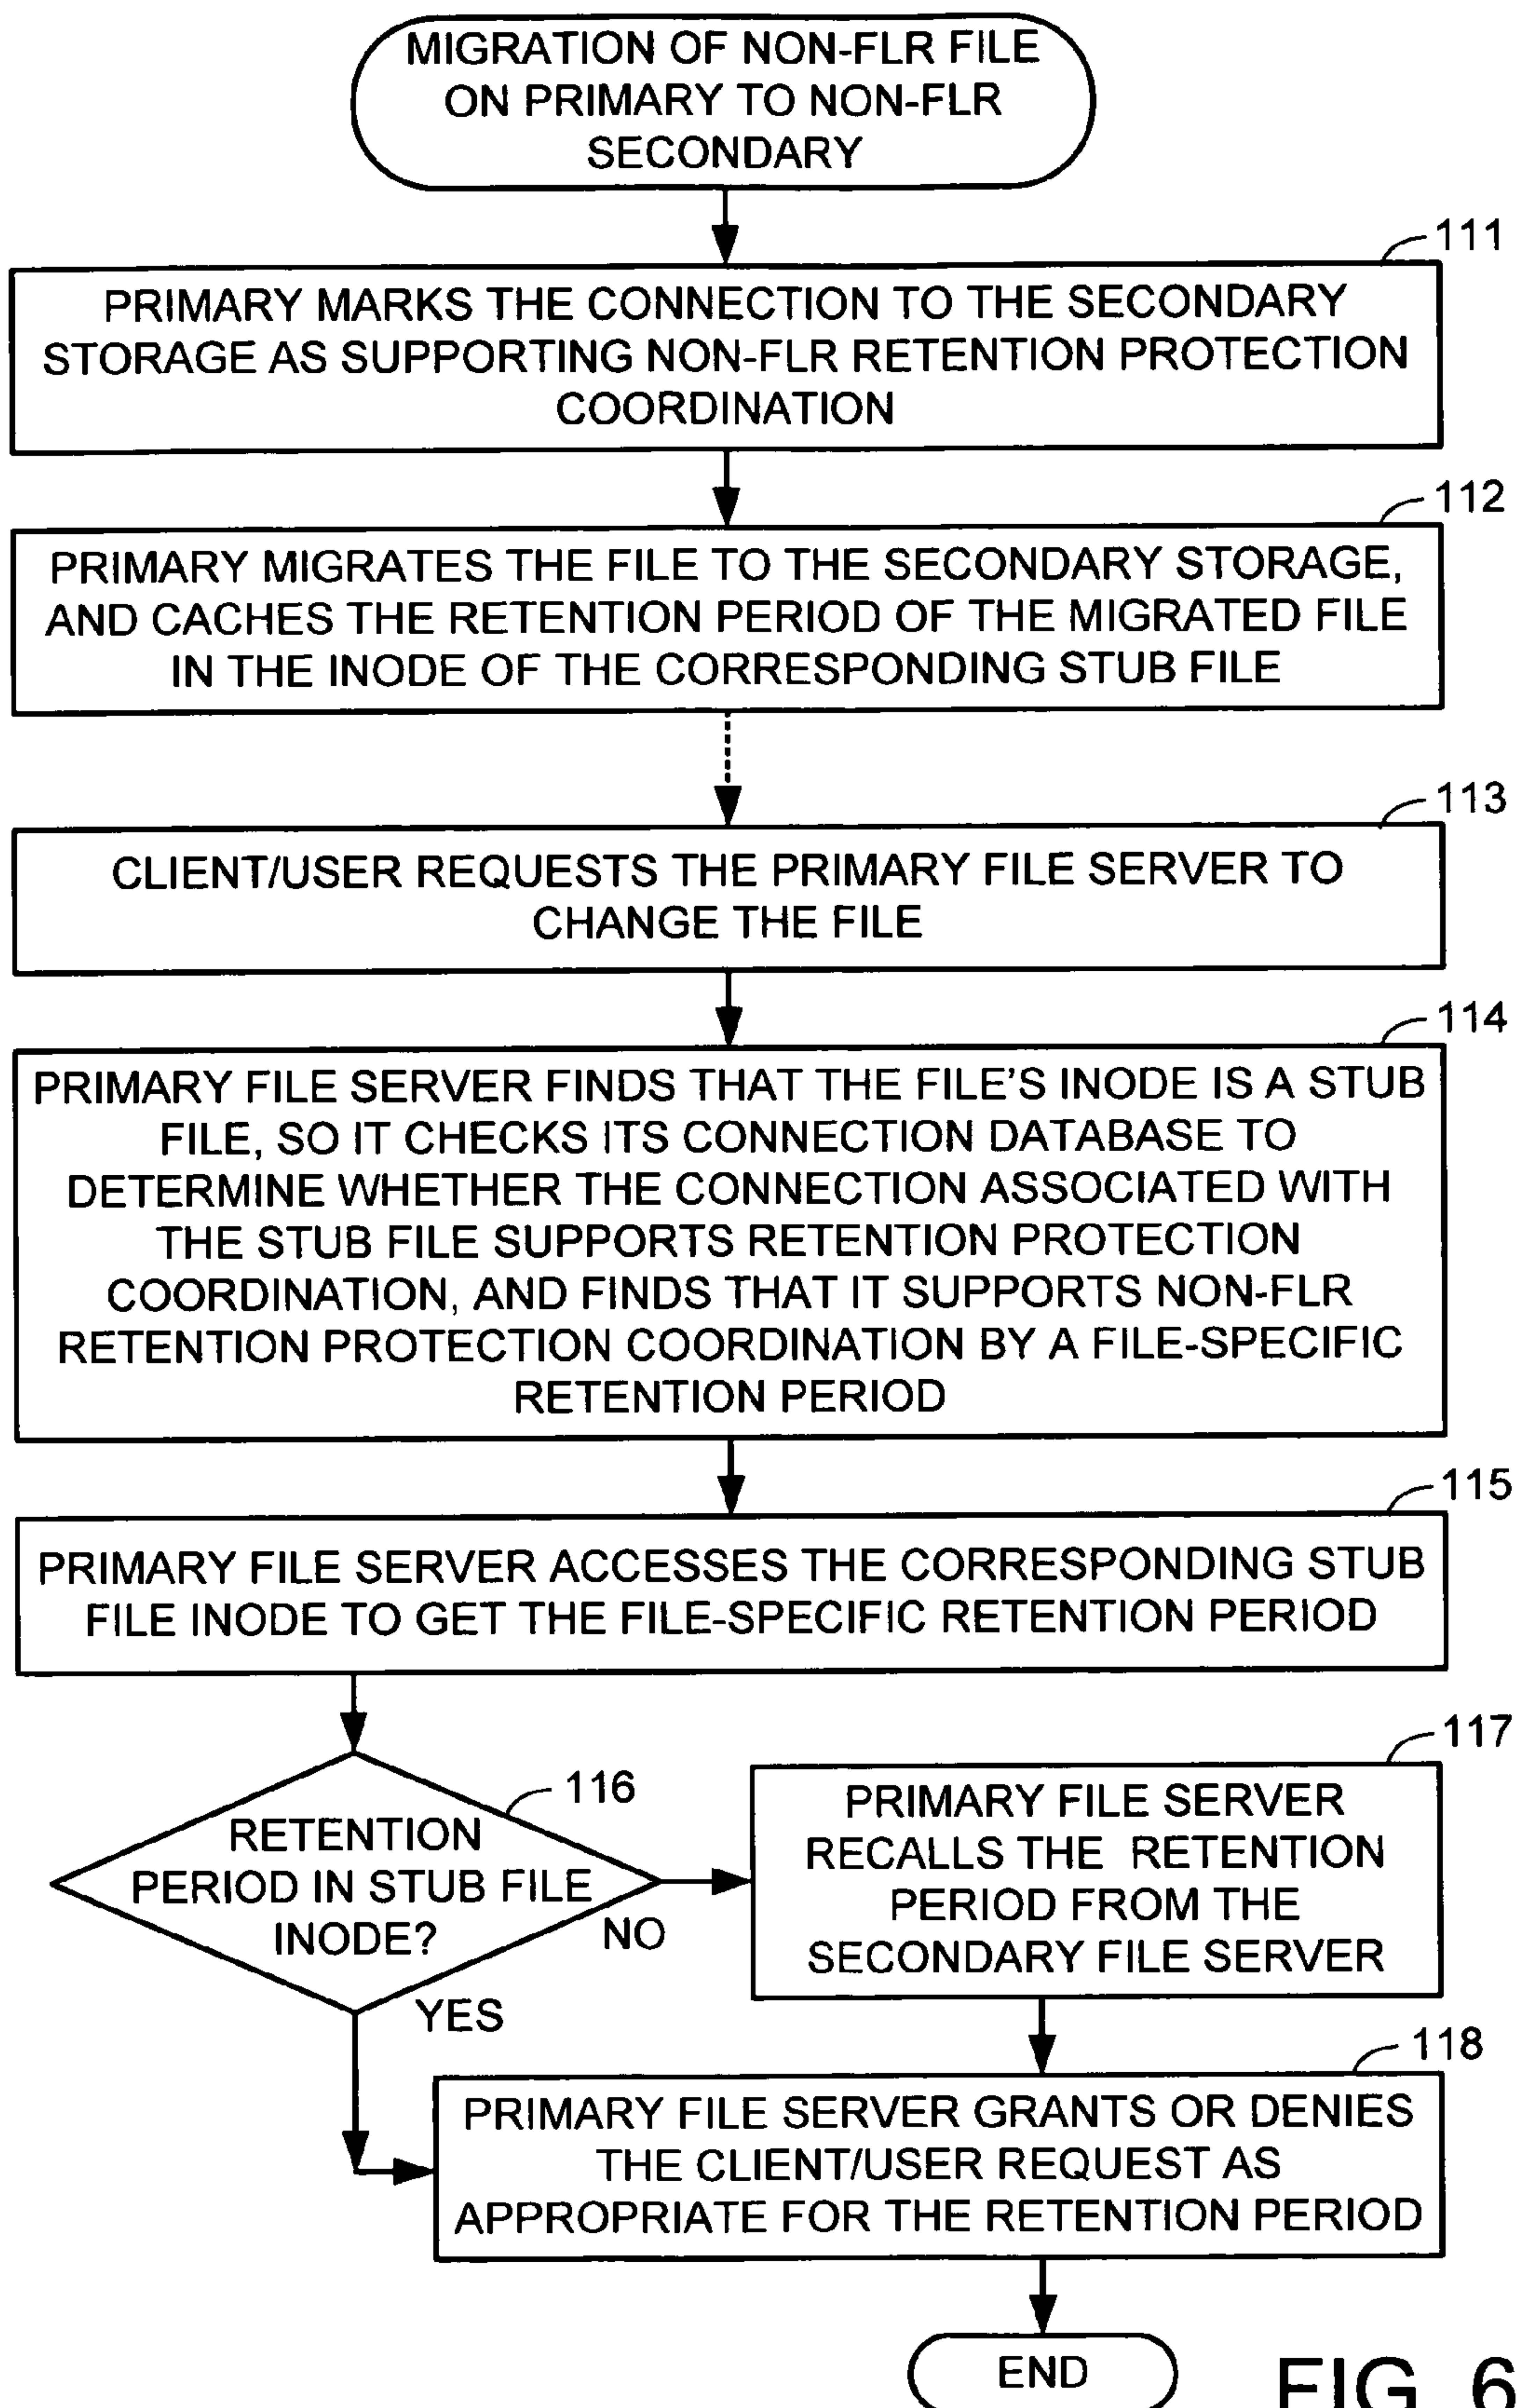 MIGRATION OF NON-FLR FILE
ON PRIMARY TO NON-FLR
SECONDARY
111
PRIMARY MARKS THE CONNECTION TO THE SECONDARY
STORAGE AS SUPPORTING NON-FLR RETENTION PROTECTION
COORDINATION
112
PRIMARY MIGRATES THE FILE TO THE SECONDARY STORAGE,
AND CACHES THE RETENTION PERIOD OF THE MIGRATED FILE
IN THE INODE OF THE CORRESPONDING STUB FILE
113
CLIENT/USER REQUESTS THE PRIMARY FILE SERVER TO
CHANGE THE FILE
114
PRIMARY FILE SERVER FINDS THAT THE FILE'S INODE IS A STUB
FILE, SO IT CHECKS ITS CONNECTION DATABASE TO
DETERMINE WHETHER THE CONNECTION ASSOCIATED WITH
THE STUB FILE SUPPORTS RETENTION PROTECTION
COORDINATION, AND FINDS THAT IT SUPPORTS NON-FLR
RETENTION PROTECTION COORDINATION BY A FILE-SPECIFIC
RETENTION PERIOD
115
PRIMARY FILE SERVER ACCESSES THE CORRESPONDING STUB
FILE INODE TO GET THE FILE-SPECIFIC RETENTION PERIOD
116
RETENTION
PERIOD IN STUB FILE
INODE?
NO
YES
117
PRIMARY FILE SERVER
RECALLS THE RETENTION
PERIOD FROM THE
SECONDARY FILE SERVER
118
PRIMARY FILE SERVER GRANTS OR DENIES
THE CLIENT/USER REQUEST AS
APPROPRIATE FOR THE RETENTION PERIOD
END
FIG. 6